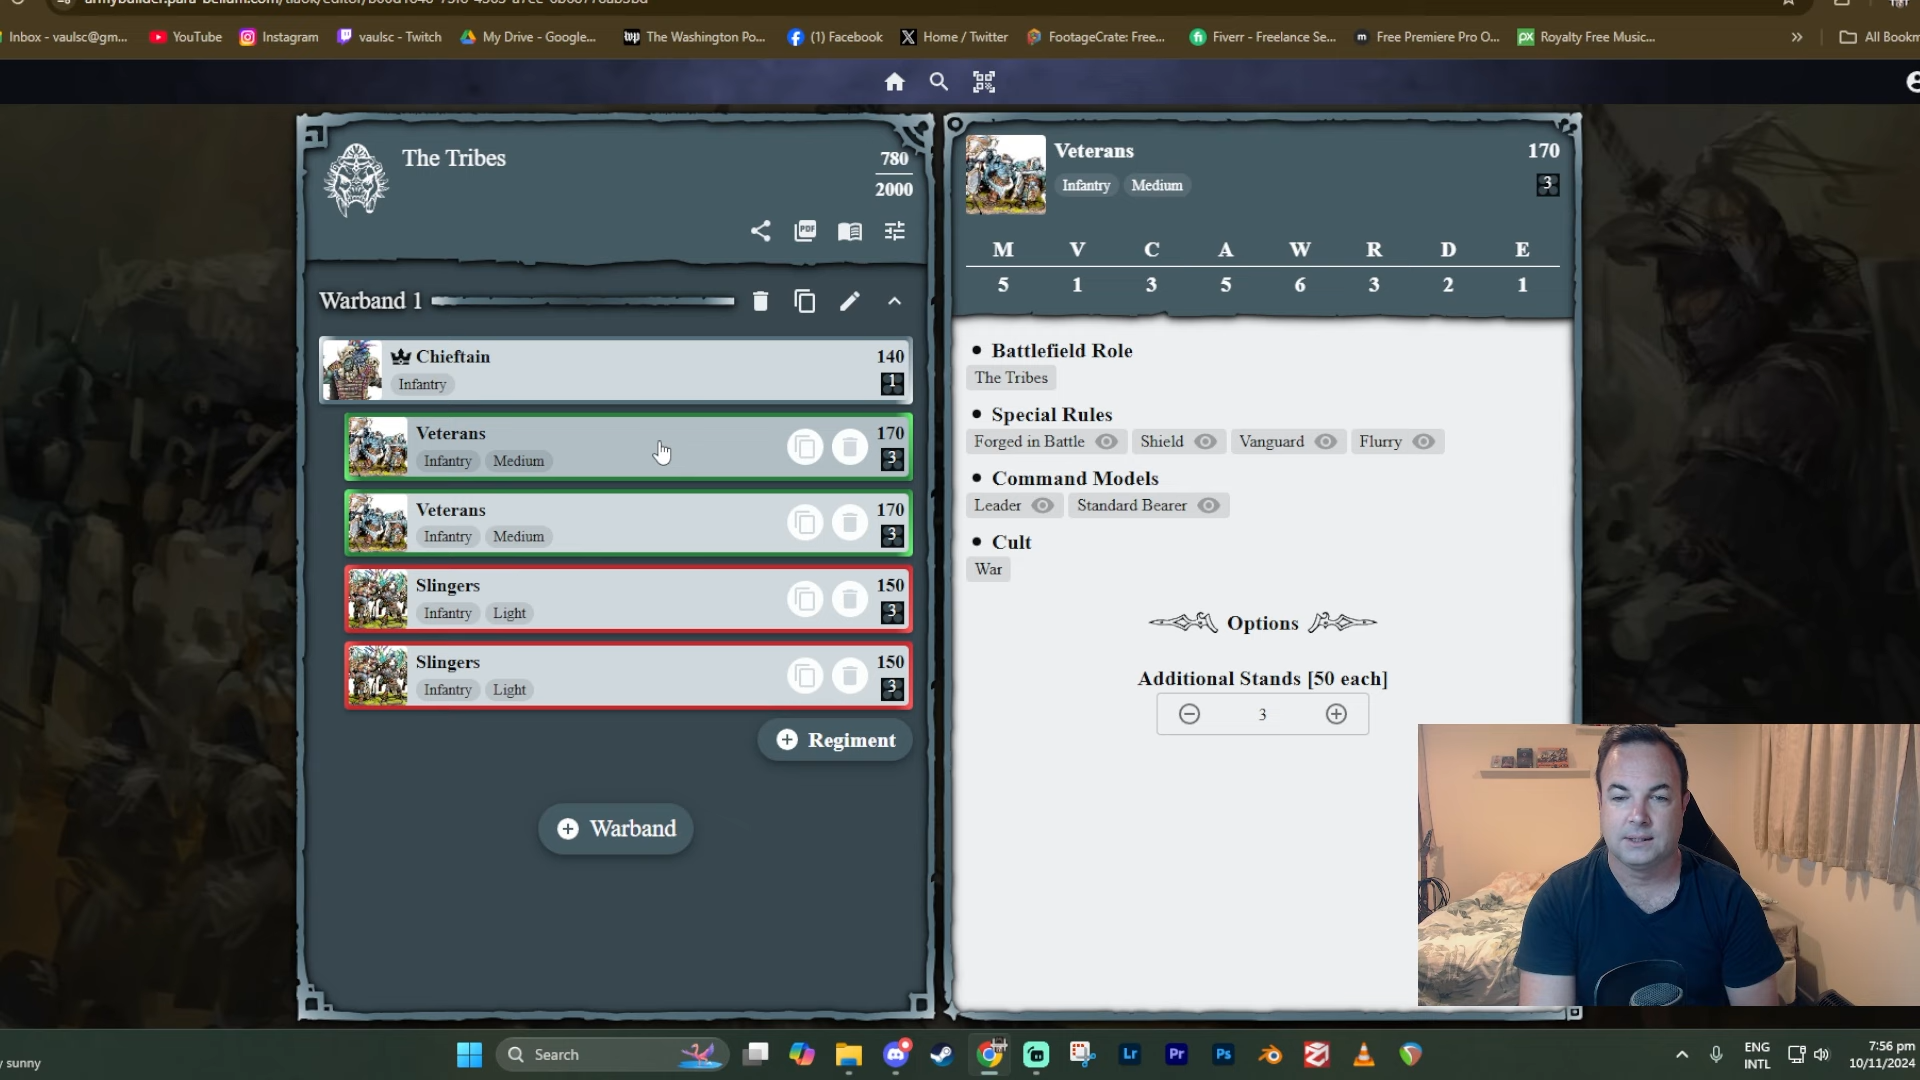 Inbox - vaulsc@gm...
YouTube
Instagram
vaulsc - Twitch
My Drive - Google...
The Washington Po...
(1) Facebook
Home / Twitter
FootageCrate: Free...
Fiverr - Freelance Se...
Free Premiere Pro O...
Royalty Free Music...
All Bookm
The Tribes
780
2000
PDF
Warband 1
Chieftain
140
Infantry
1
Veterans
170
Infantry Medium
3
Veterans
170
Infantry Medium
3
Slingers
150
Infantry Light
3
Slingers
150
Infantry Light
3
Regiment
Warband
Veterans
170
Infantry Medium
3
M V C A W R D E
5 1 3 5 6 3 2 1
Battlefield Role
The Tribes
Special Rules
Forged in Battle Shield Vanguard Flurry
Command Models
Leader Standard Bearer
Cult
War
Options
Additional Stands [50 each]
3
sunny
Search
Lr
Pr
Ps
ENG
INTL
7:56 pm
10/11/2024